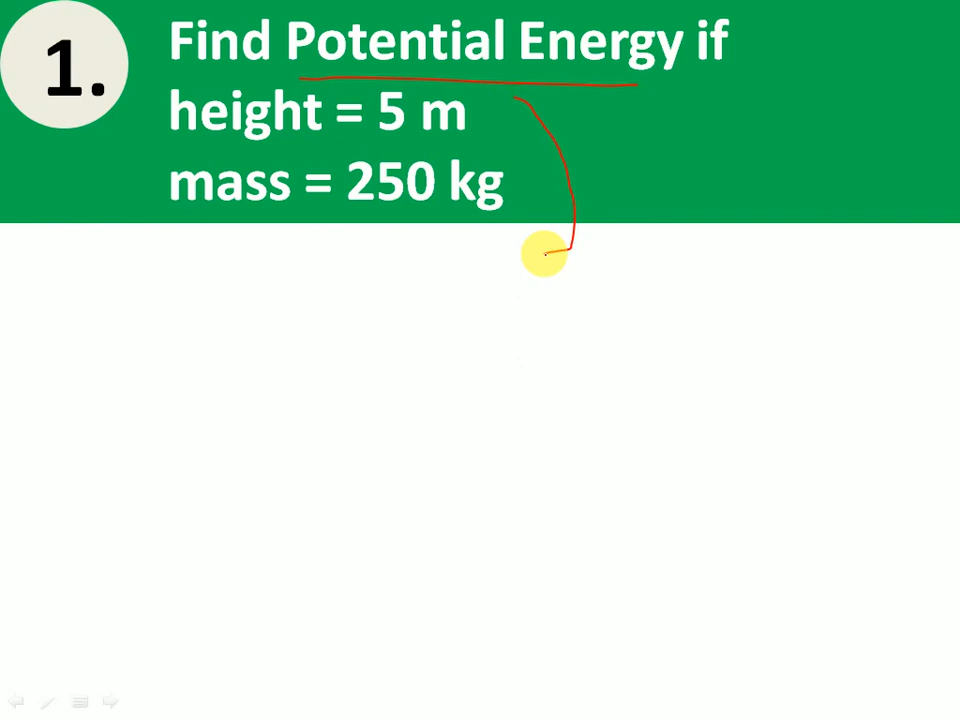 1.
Find Potential Energy if
height = 5 m
mass = 250 kg